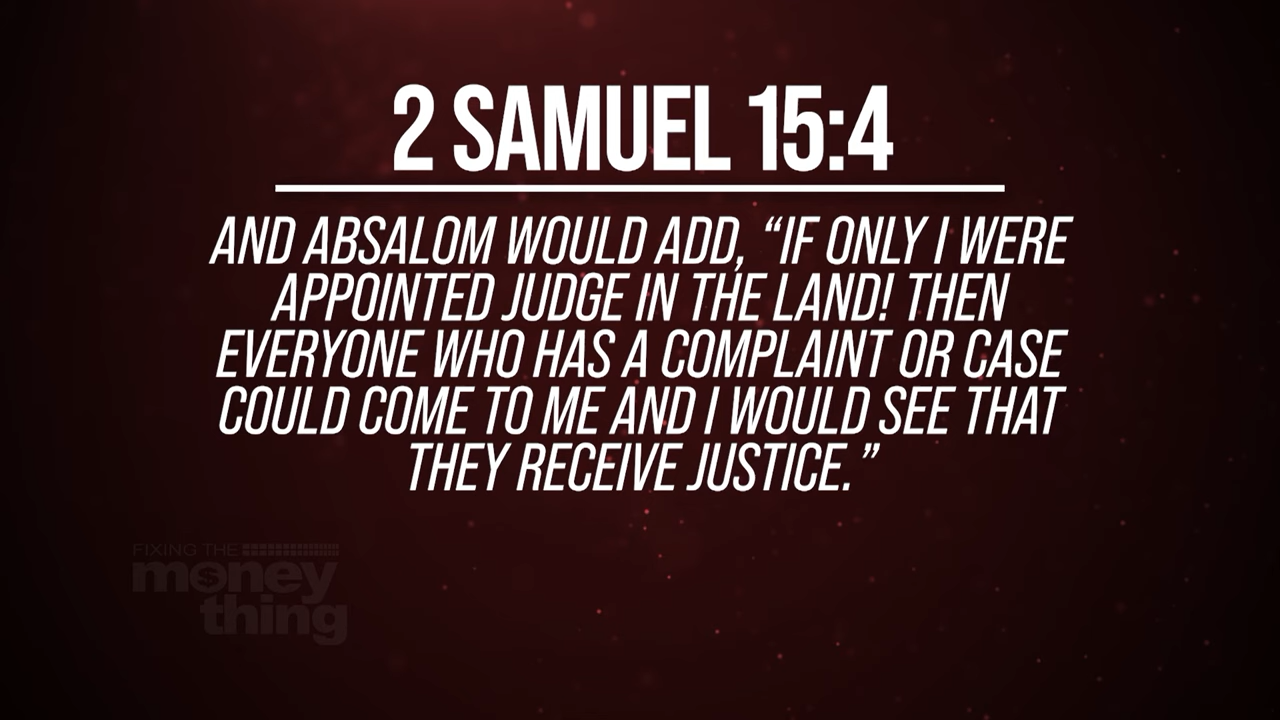 2 SAMUEL 15:4
AND ABSALOM WOULD ADD, “IF ONLY I WERE
APPOINTED JUDGE IN THE LAND! THEN
EVERYONE WHO HAS A COMPLAINT OR CASE
COULD COME TO ME AND I WOULD SEE THAT
THEY RECEIVE JUSTICE.”
FIXING THE
money
thing